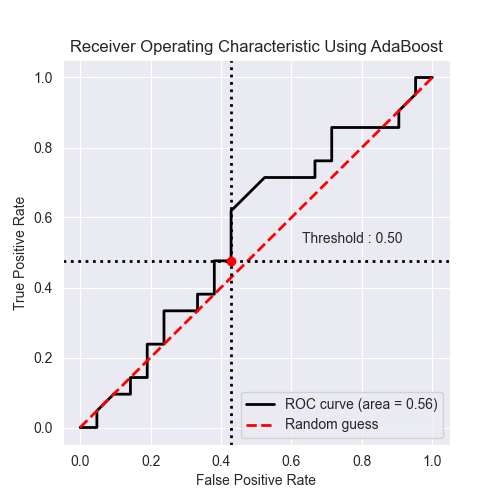 Receiver Operating Characteristic Using AdaBoost
1.0
0.8
0.6
0.4
0.2
0.0
True Positive Rate
Threshold : 0.50
ROC curve (area = 0.56)
Random guess
0.0 0.2 0.4 0.6 0.8 1.0
False Positive Rate